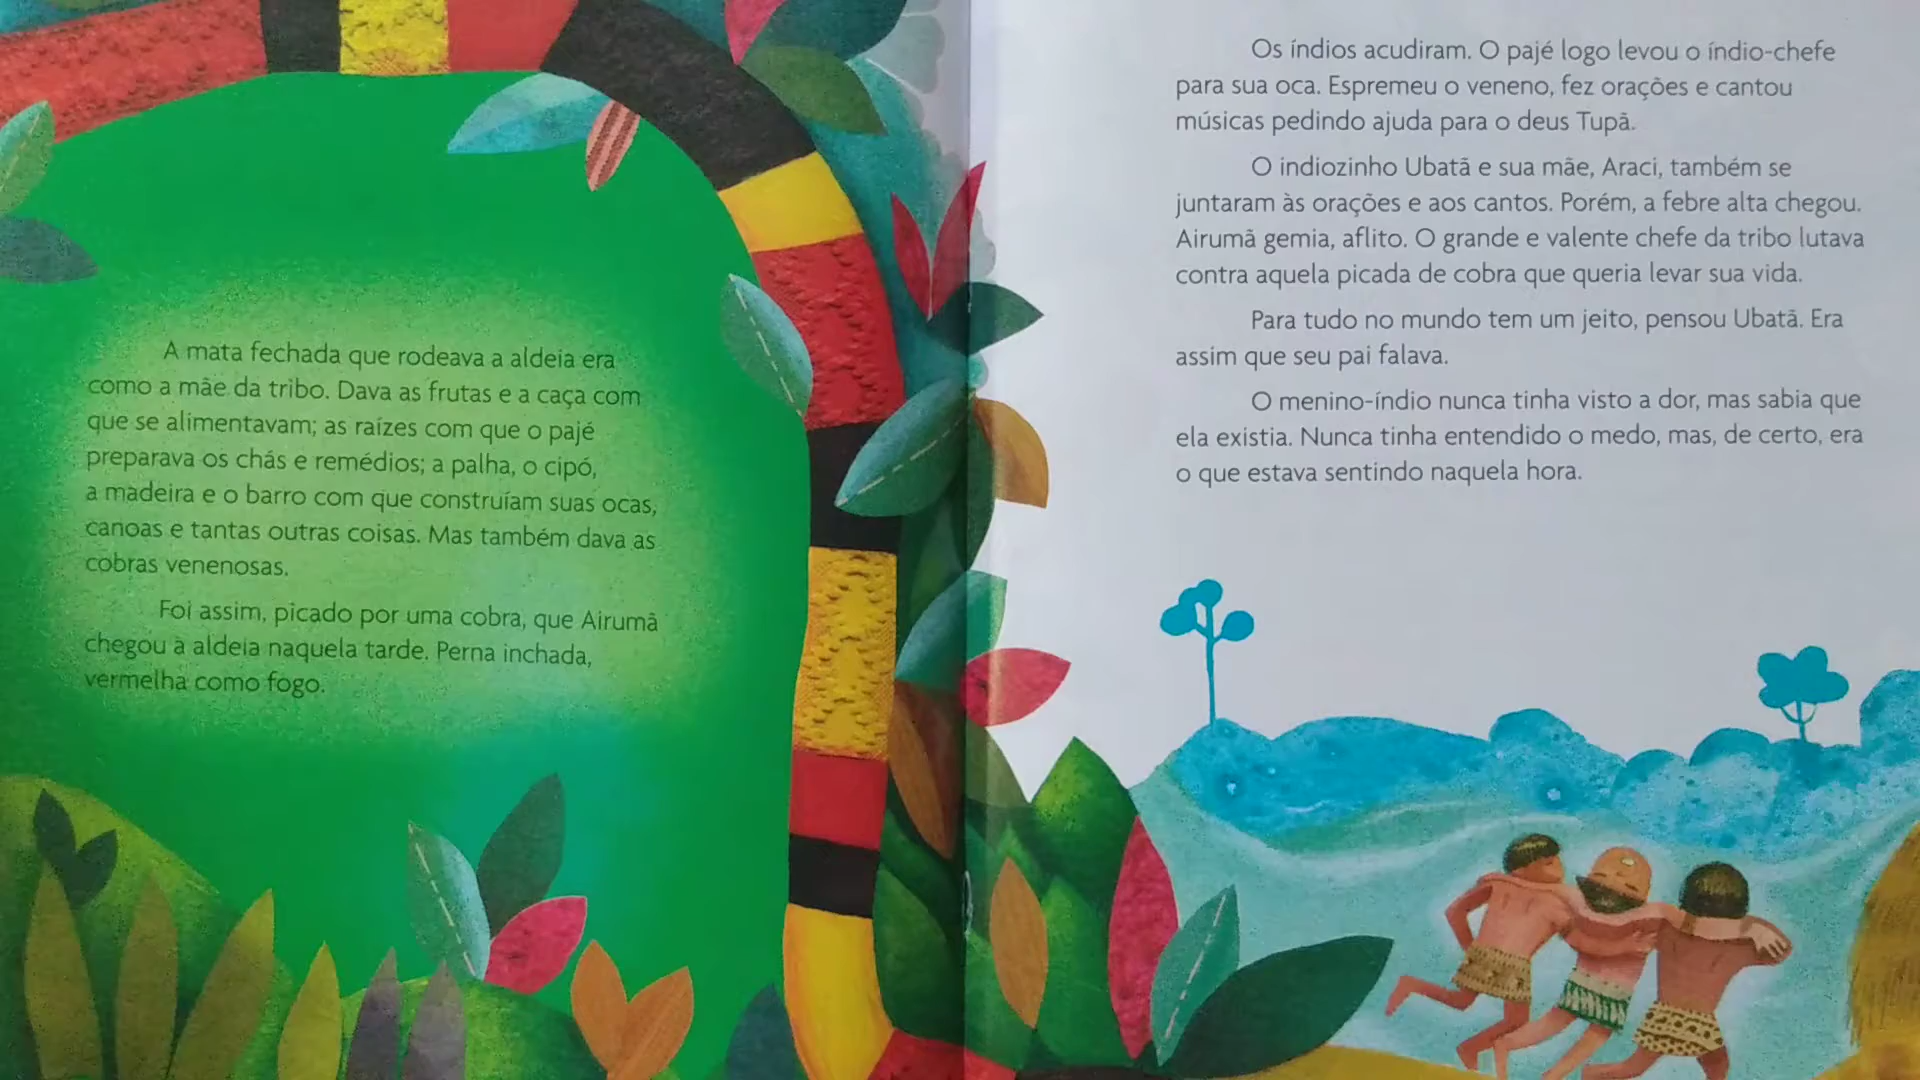 A mata fechada que rodeava a aldeia era
como a mãe da tribo. Dava as frutas e a caça com
que se alimentavam; as raízes com que o pajé
preparava os chás e remédios; a palha, o cipó,
a madeira e o barro com que construíam suas ocas,
canoas e tantas outras coisas. Mas também dava as
cobras venenosas.
Foi assim, picado por uma cobra, que Airumã
chegou à aldeia naquela tarde. Perna inchada,
vermelha como fogo.
Os índios acudiram. O pajé logo levou o índio-chefe
para sua oca. Espremeu o veneno, fez orações e cantou
músicas pedindo ajuda para o deus Tupã.
O indiozinho Ubatã e sua mãe, Araci, também se
juntaram às orações e aos cantos. Porém, a febre alta chegou.
Airumã gemia, aflito. O grande e valente chefe da tribo lutava
contra aquela picada de cobra que queria levar sua vida.
Para tudo no mundo tem um jeito, pensou Ubatã. Era
assim que seu pai falava.
O menino-índio nunca tinha visto a dor, mas sabia que
ela existia. Nunca tinha entendido o medo, mas, de certo, era
o que estava sentindo naquela hora.